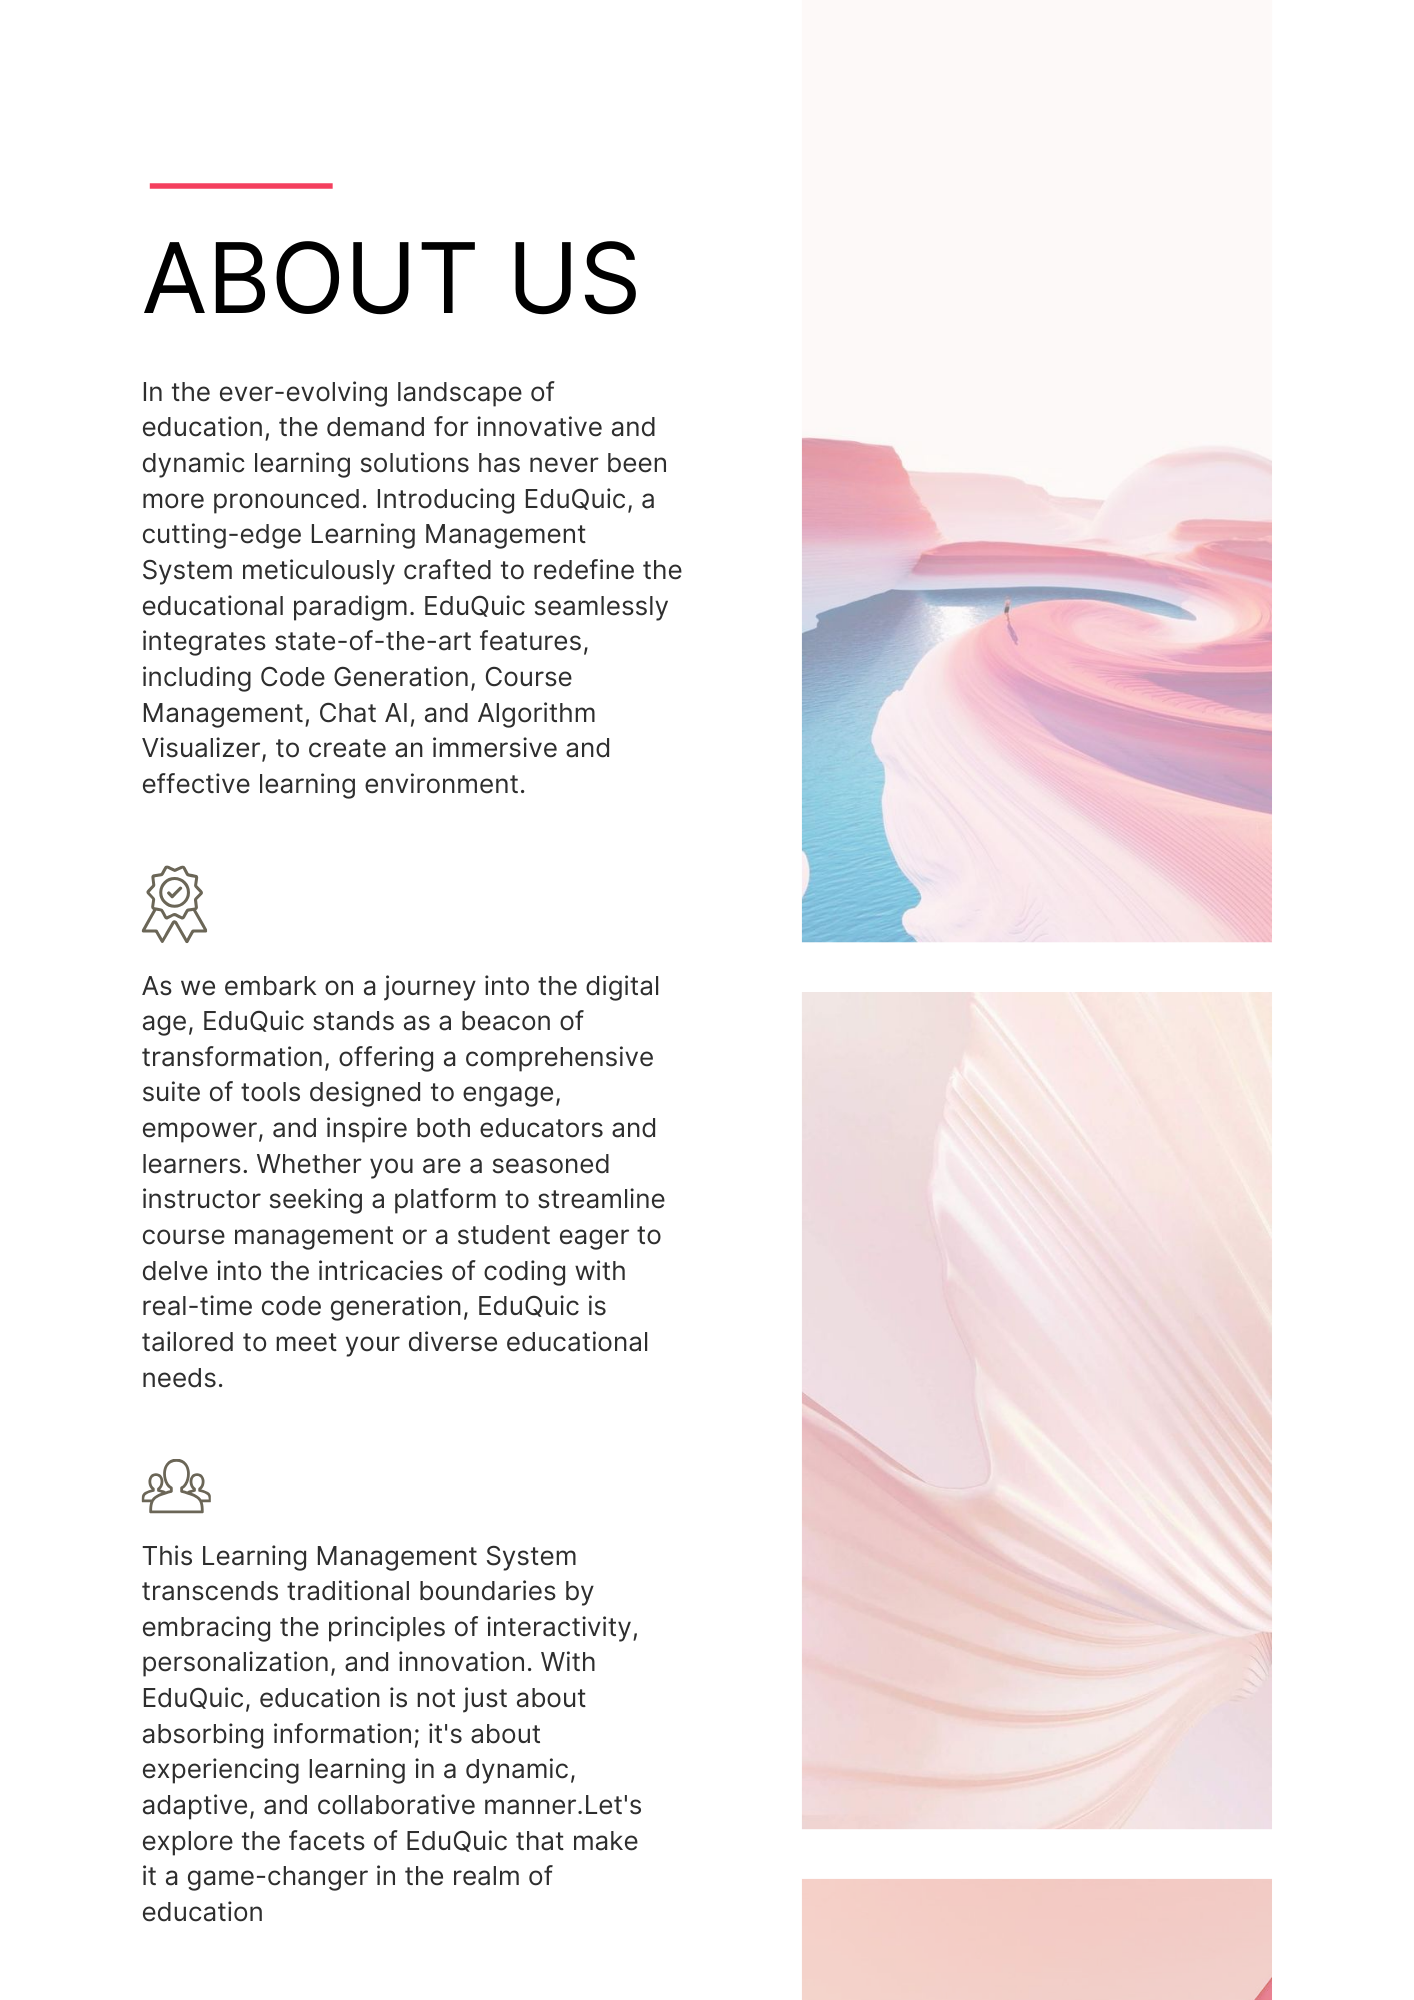 ABOUT US
In the ever-evolving landscape of
education, the demand for innovative and
dynamic learning solutions has never been
more pronounced. Introducing EduQuic, a
cutting-edge Learning Management
System meticulously crafted to redefine the
educational paradigm. EduQuic seamlessly
integrates state-of-the-art features,
including Code Generation, Course
Management, Chat AI, and Algorithm
Visualizer, to create an immersive and
effective learning environment.
As we embark on a journey into the digital
age, EduQuic stands as a beacon of
transformation, offering a comprehensive
suite of tools designed to engage,
empower, and inspire both educators and
learners. Whether you are a seasoned
instructor seeking a platform to streamline
course management or a student eager to
delve into the intricacies of coding with
real-time code generation, EduQuic is
tailored to meet your diverse educational
needs.
This Learning Management System
transcends traditional boundaries by
embracing the principles of interactivity,
personalization, and innovation. With
EduQuic, education is not just about
absorbing information; it's about
experiencing learning in a dynamic,
adaptive, and collaborative manner.Let's
explore the facets of EduQuic that make
it a game-changer in the realm of
education